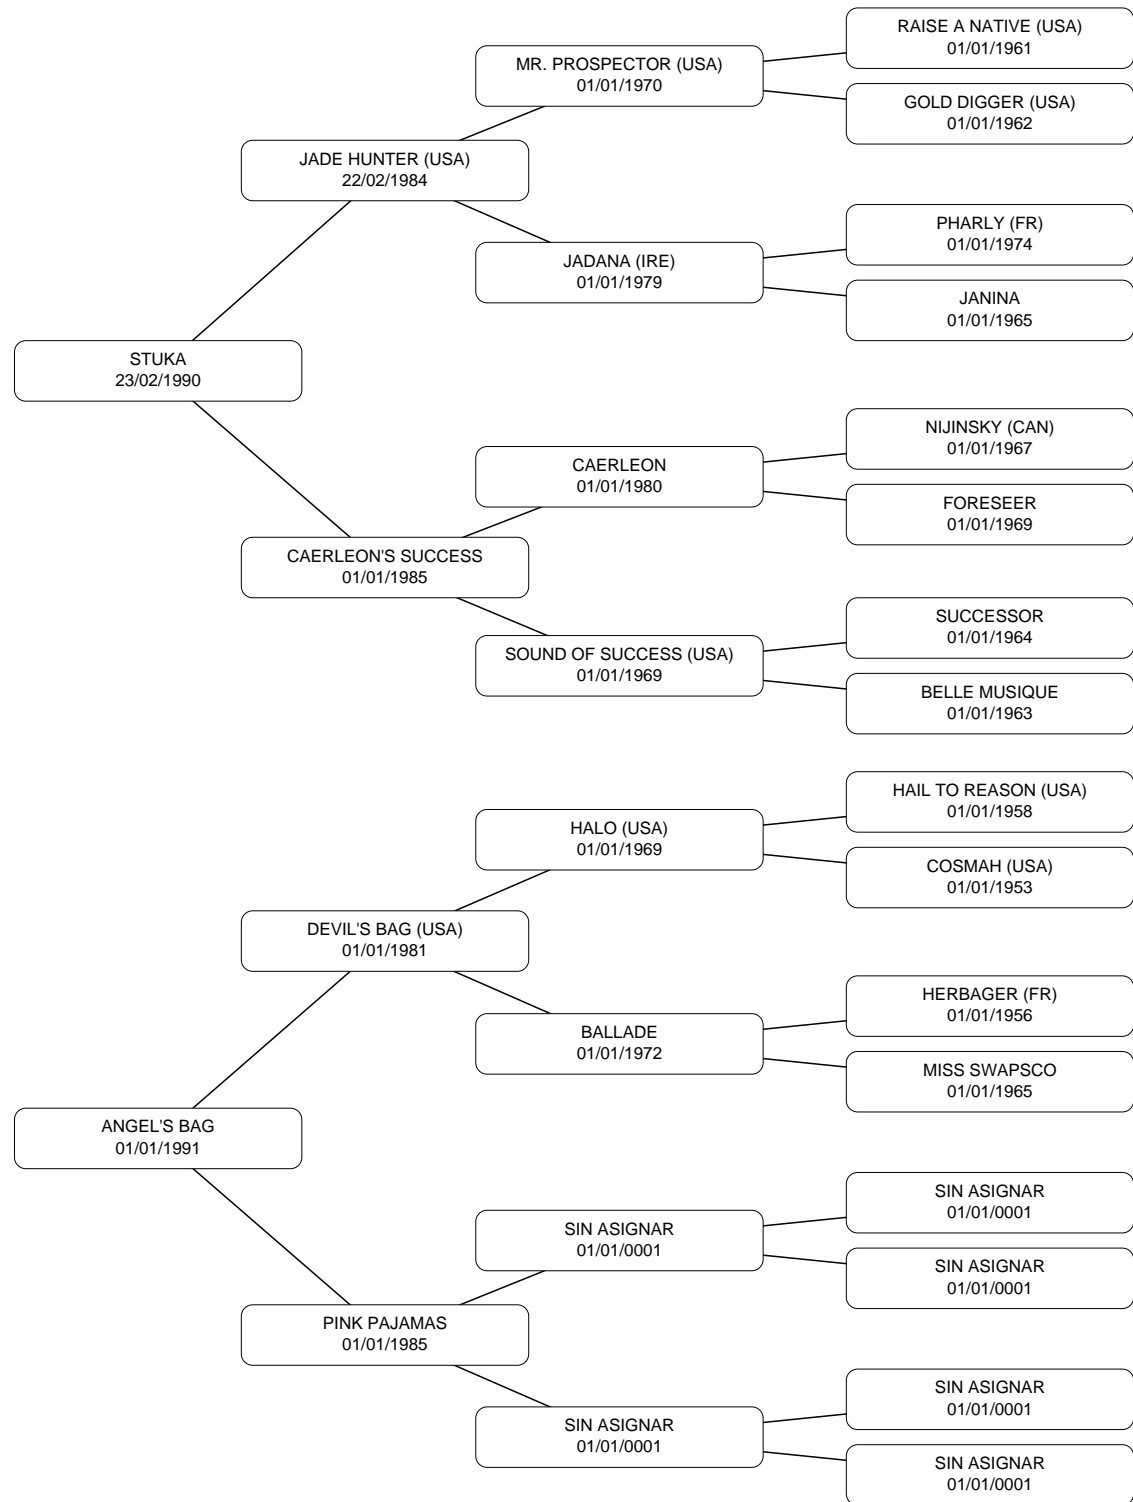 RAISE A NATIVE (USA)
01/01/1961
MR. PROSPECTOR (USA)
01/01/1970
GOLD DIGGER (USA)
01/01/1962
JADE HUNTER (USA)
22/02/1984
PHARLY (FR)
01/01/1974
JADANA (IRE)
01/01/1979
JANINA
01/01/1965
STUKA
23/02/1990
NIJINSKY (CAN)
01/01/1967
CAERLEON
01/01/1980
FORESEER
01/01/1969
CAERLEON'S SUCCESS
01/01/1985
SUCCESSOR
01/01/1964
SOUND OF SUCCESS (USA)
01/01/1969
BELLE MUSIQUE
01/01/1963
HAIL TO REASON (USA)
01/01/1958
HALO (USA)
01/01/1969
COSMAH (USA)
01/01/1953
DEVIL'S BAG (USA)
01/01/1981
HERBAGER (FR)
01/01/1956
BALLADE
01/01/1972
MISS SWAPSCO
01/01/1965
ANGEL'S BAG
01/01/1991
SIN ASIGNAR
01/01/0001
SIN ASIGNAR
01/01/0001
SIN ASIGNAR
01/01/0001
PINK PAJAMAS
01/01/1985
SIN ASIGNAR
01/01/0001
SIN ASIGNAR
01/01/0001
SIN ASIGNAR
01/01/0001